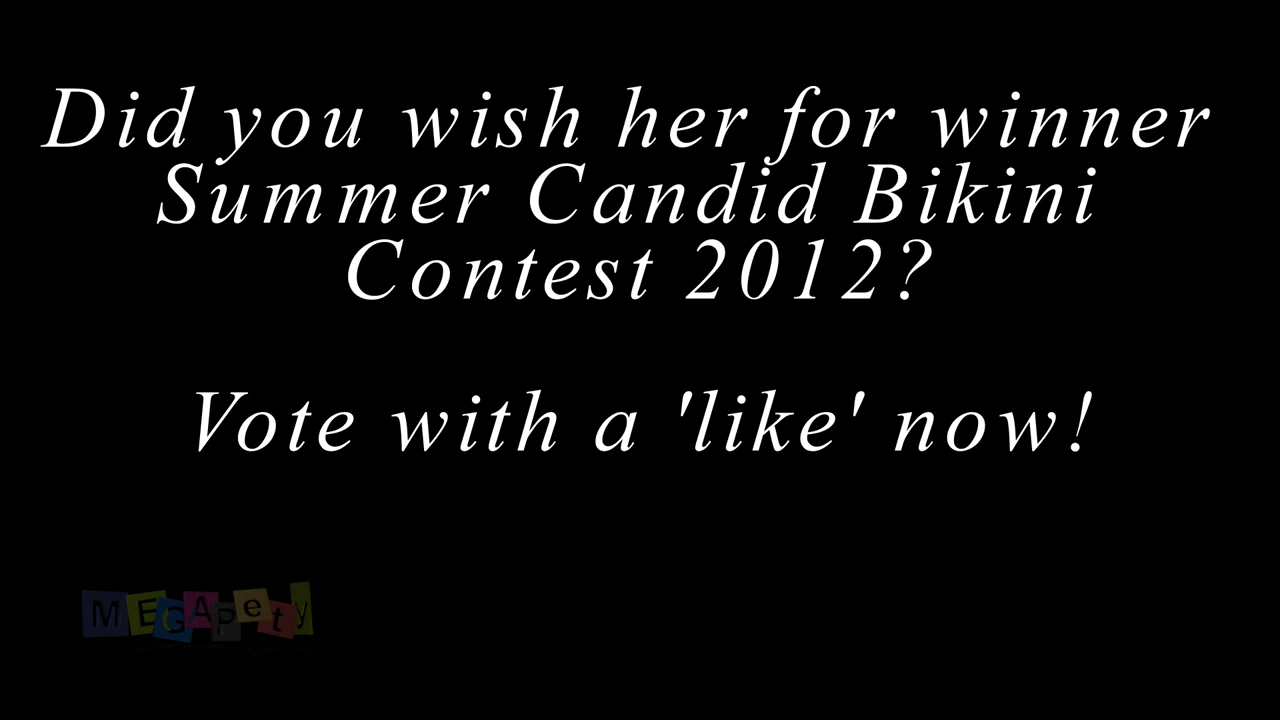 Did you wish her for winner
Summer Candid Bikini
Contest 2012?
Vote with a 'like' now!
MEGAPety